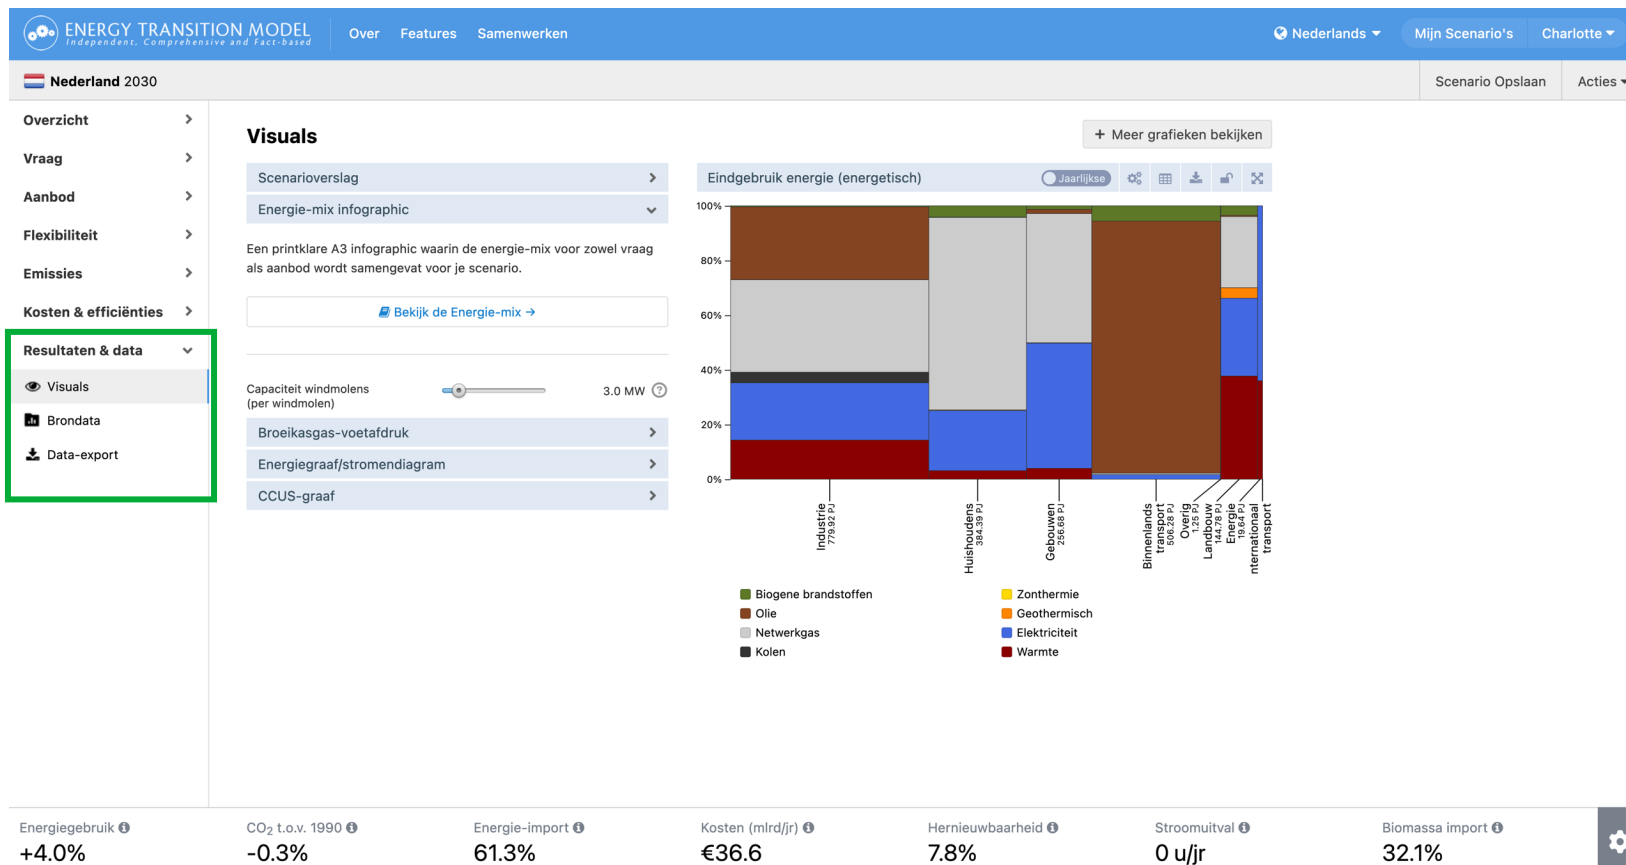 ENERGY TRANSITION MODEL
Independent, Comprehensive and Fact-based
Over
Features
Samenwerken
Nederlands
Mijn Scenario's
Charlotte
Nederland 2030
Scenario Opslaan
Acties
Overzicht
Vraag
Aanbod
Flexibiliteit
Emissies
Kosten & efficiënties
Resultaten & data
Visuals
Brondata
Data-export
Visuals
+ Meer grafieken bekijken
Scenarioverslag
Energie-mix infographic
Een printklare A3 infographic waarin de energie-mix voor zowel vraag
als aanbod wordt samengevat voor je scenario.
Bekijk de Energie-mix →
Capaciteit windmolens
(per windmolen)
3.0 MW ?
Broeikasgas-voetafdruk
Energiegraaf/stromendiagram
CCUS-graaf
Eindgebruik energie (energetisch)
Jaarlijkse
100%
80%
60%
40%
20%
0%
Industrie
779.92 PJ
Huishoudens
384.39 PJ
Gebouwen
256.68 PJ
Binnenlands
transport
506.28 PJ
Overig
1.25 PJ
Landbouw
144.78 PJ
Energie
19.64 PJ
nternationaal
transport
Biogene brandstoffen
Olie
Netwerkgas
Kolen
Zonthermie
Geothermisch
Elektriciteit
Warmte
Energiegebruik
+4.0%
CO2 t.o.v. 1990
-0.3%
Energie-import
61.3%
Kosten (mlrd/jr)
€36.6
Hernieuwbaarheid
7.8%
Stroomuitval
0 u/jr
Biomassa import
32.1%